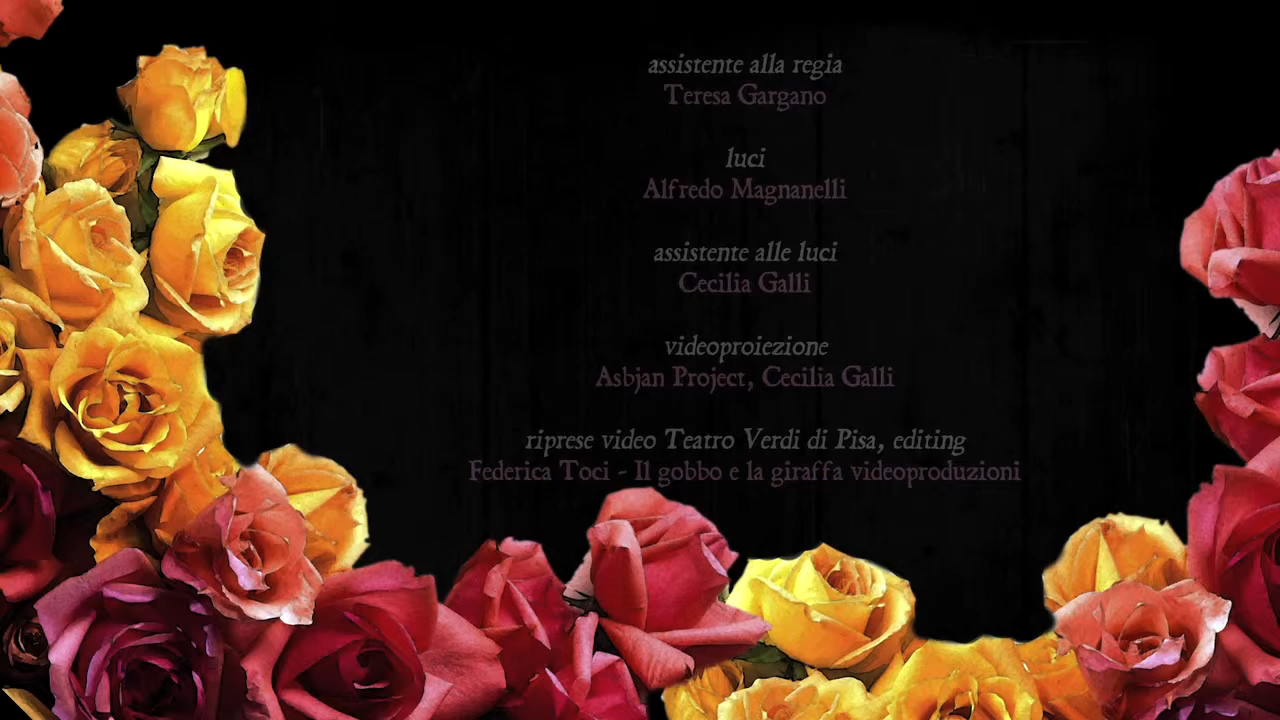 assistente alla regia
Teresa Gargano
luci
Alfredo Magnanelli
assistente alle luci
Cecilia Galli
videoproiezione
Asbjan Project, Cecilia Galli
riprese video Teatro Verdi di Pisa, editing
Federica Toci - Il gobbo e la giraffa videoproduzioni